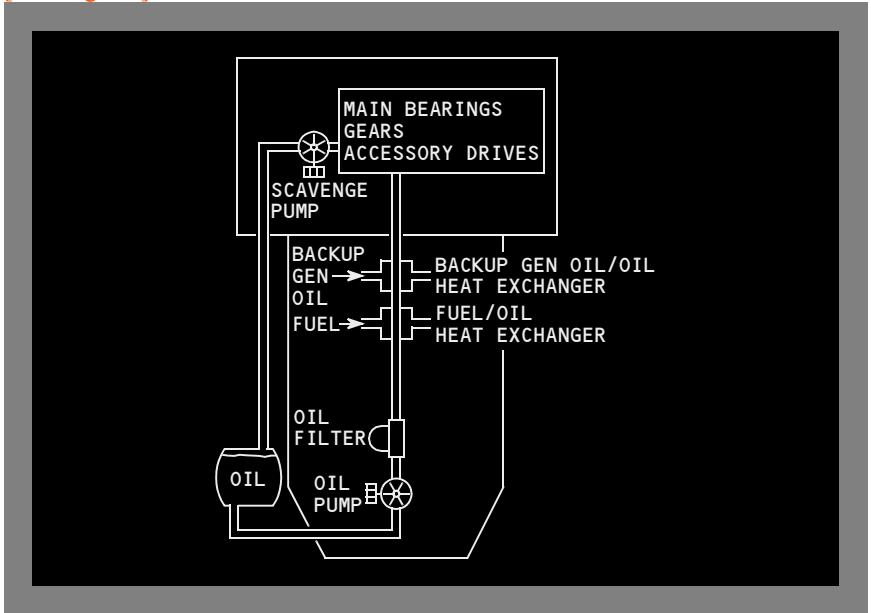 MAIN BEARINGS
GEARS
ACCESSORY DRIVES
SCAVENGE
PUMP
BACKUP
GEN
OIL
BACKUP GEN OIL/OIL
HEAT EXCHANGER
FUEL
FUEL/OIL
HEAT EXCHANGER
OIL
FILTER
OIL
OIL
PUMP